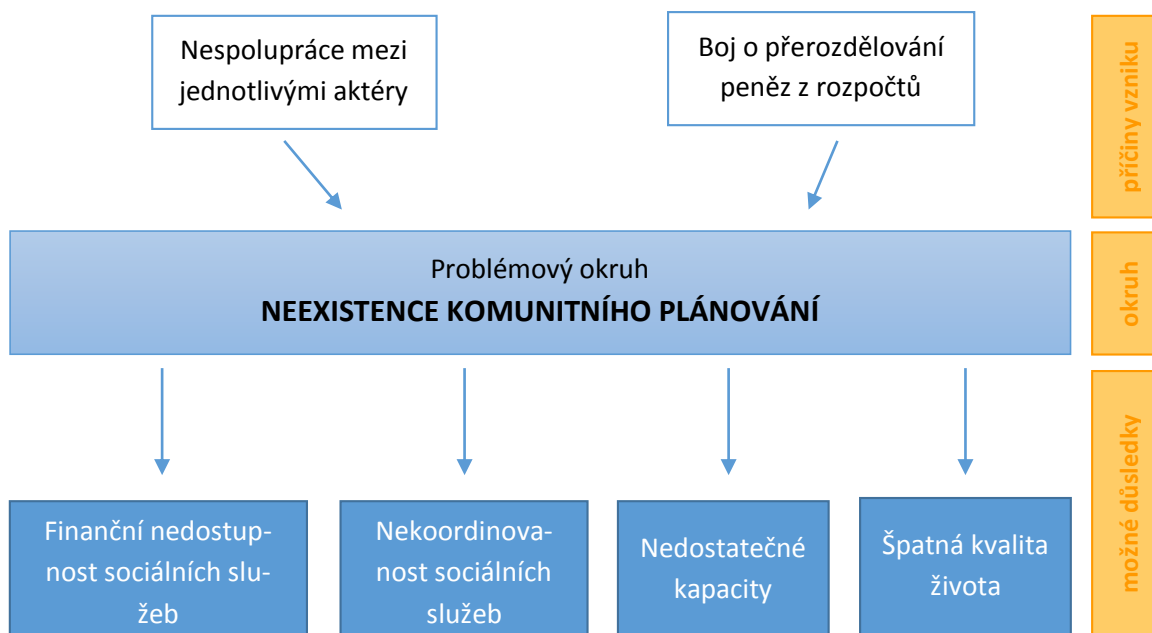 Nespolupráce mezi
jednotlivými aktéry
Boj o přerozdělování
peněz z rozpočtů
příčiny vzniku
Problémový okruh
NEEXISTENCE KOMUNITNÍHO PLÁNOVÁNÍ
okruh
Finanční nedostup-
nost sociálních slu-
žeb
Nekoordinova-
nost sociálních
služeb
Nedostatečné
kapacity
Špatná kvalita
života
možné důsledky